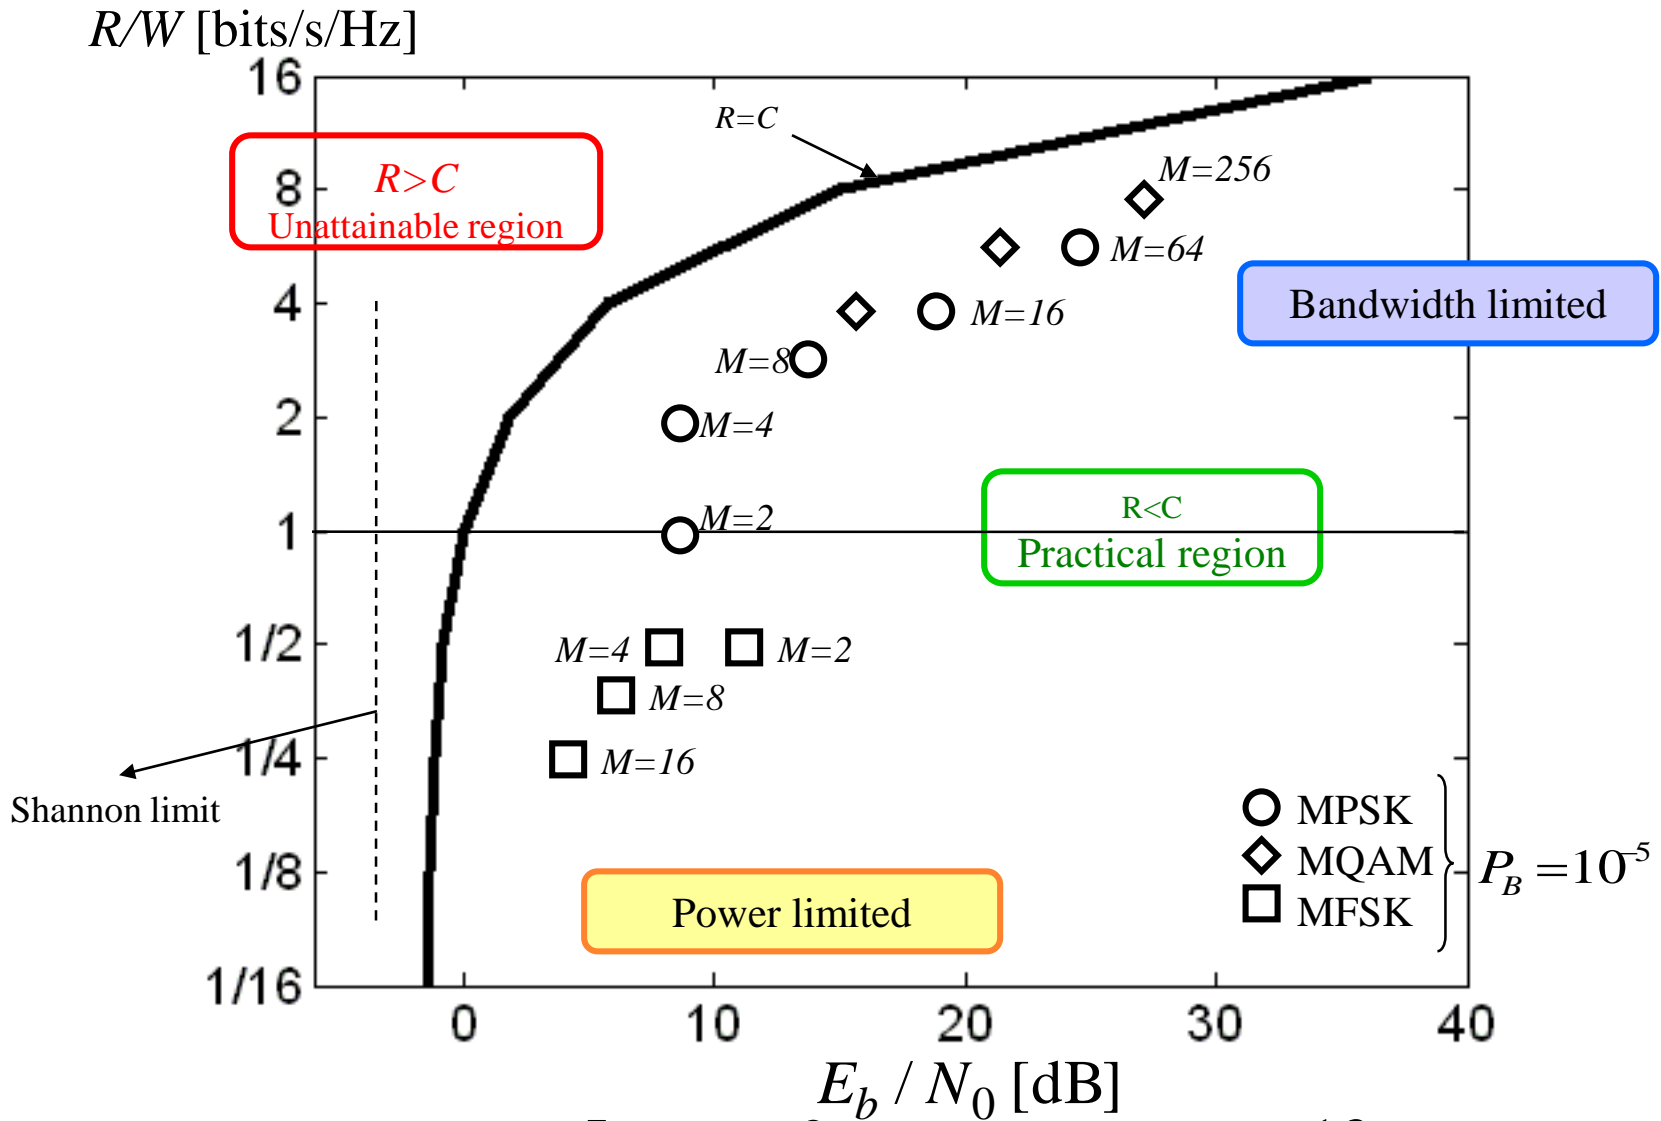 R/W [bits/s/Hz]
16
R=C
R>C
Unattainable region
8
M=256
M=64
Bandwidth limited
4
M=16
M=8
2
M=4
M=2
R<C
1
Practical region
1/2
M=4
M=2
M=8
1/4
M=16
Shannon limit
MPSK
MQAM
MFSK
P_B =10^-5
1/8
Power limited
1/16
0
10
20
30
40
E_b / N_0 [dB]